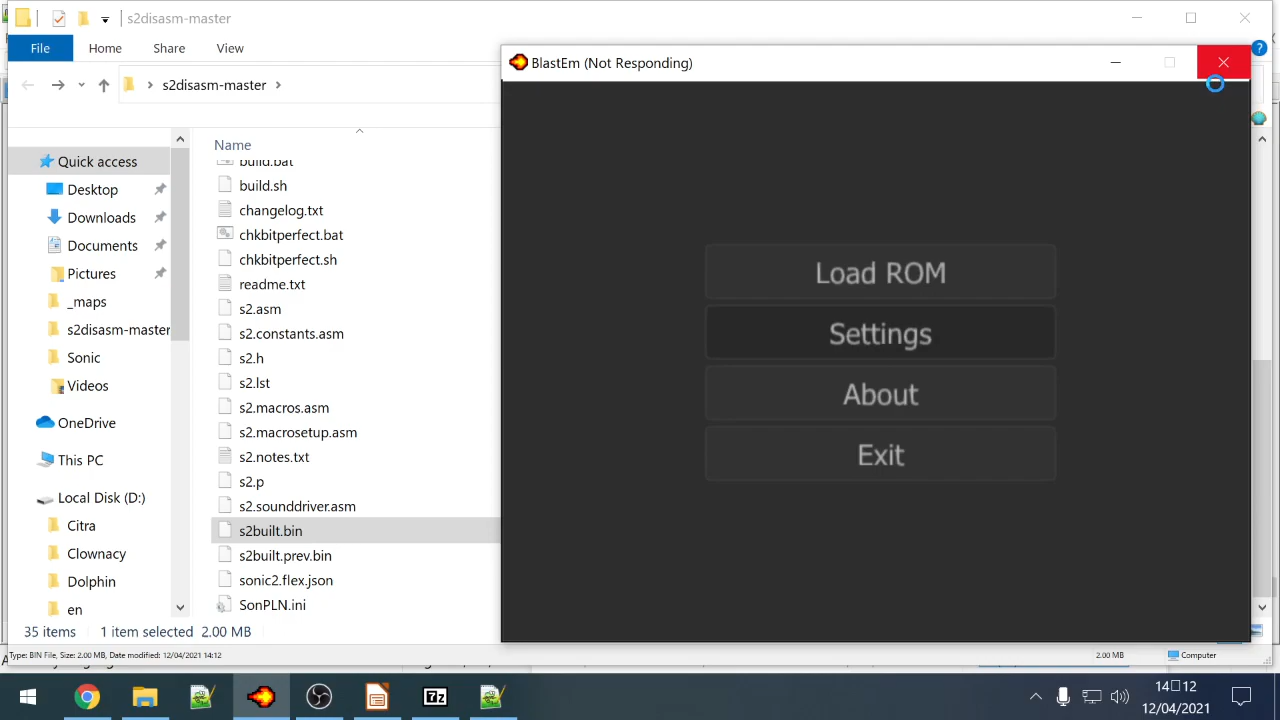 s2disasm-master
File
Home
Share
View
BlastEm (Not Responding)
s2disasm-master
Name
Quick access
Desktop
Downloads
Documents
Pictures
_maps
s2disasm-master
Sonic
Videos
OneDrive
This PC
Local Disk (D:)
Citra
Clownacy
Dolphin
en
build.bat
build.sh
changelog.txt
chkbitperfect.bat
chkbitperfect.sh
readme.txt
s2.asm
s2.constants.asm
s2.h
s2.lst
s2.macros.asm
s2.macrosetup.asm
s2.notes.txt
s2.p
s2.sounddriver.asm
s2built.bin
s2built.prev.bin
sonic2.flex.json
SonPLN.ini
Load ROM
Settings
About
Exit
35 items
1 item selected 2.00 MB
Type: BIN File, Size: 2.00 MB, Date modified: 12/04/2021 14:12
2.00 MB
Computer
7z
14:12
12/04/2021